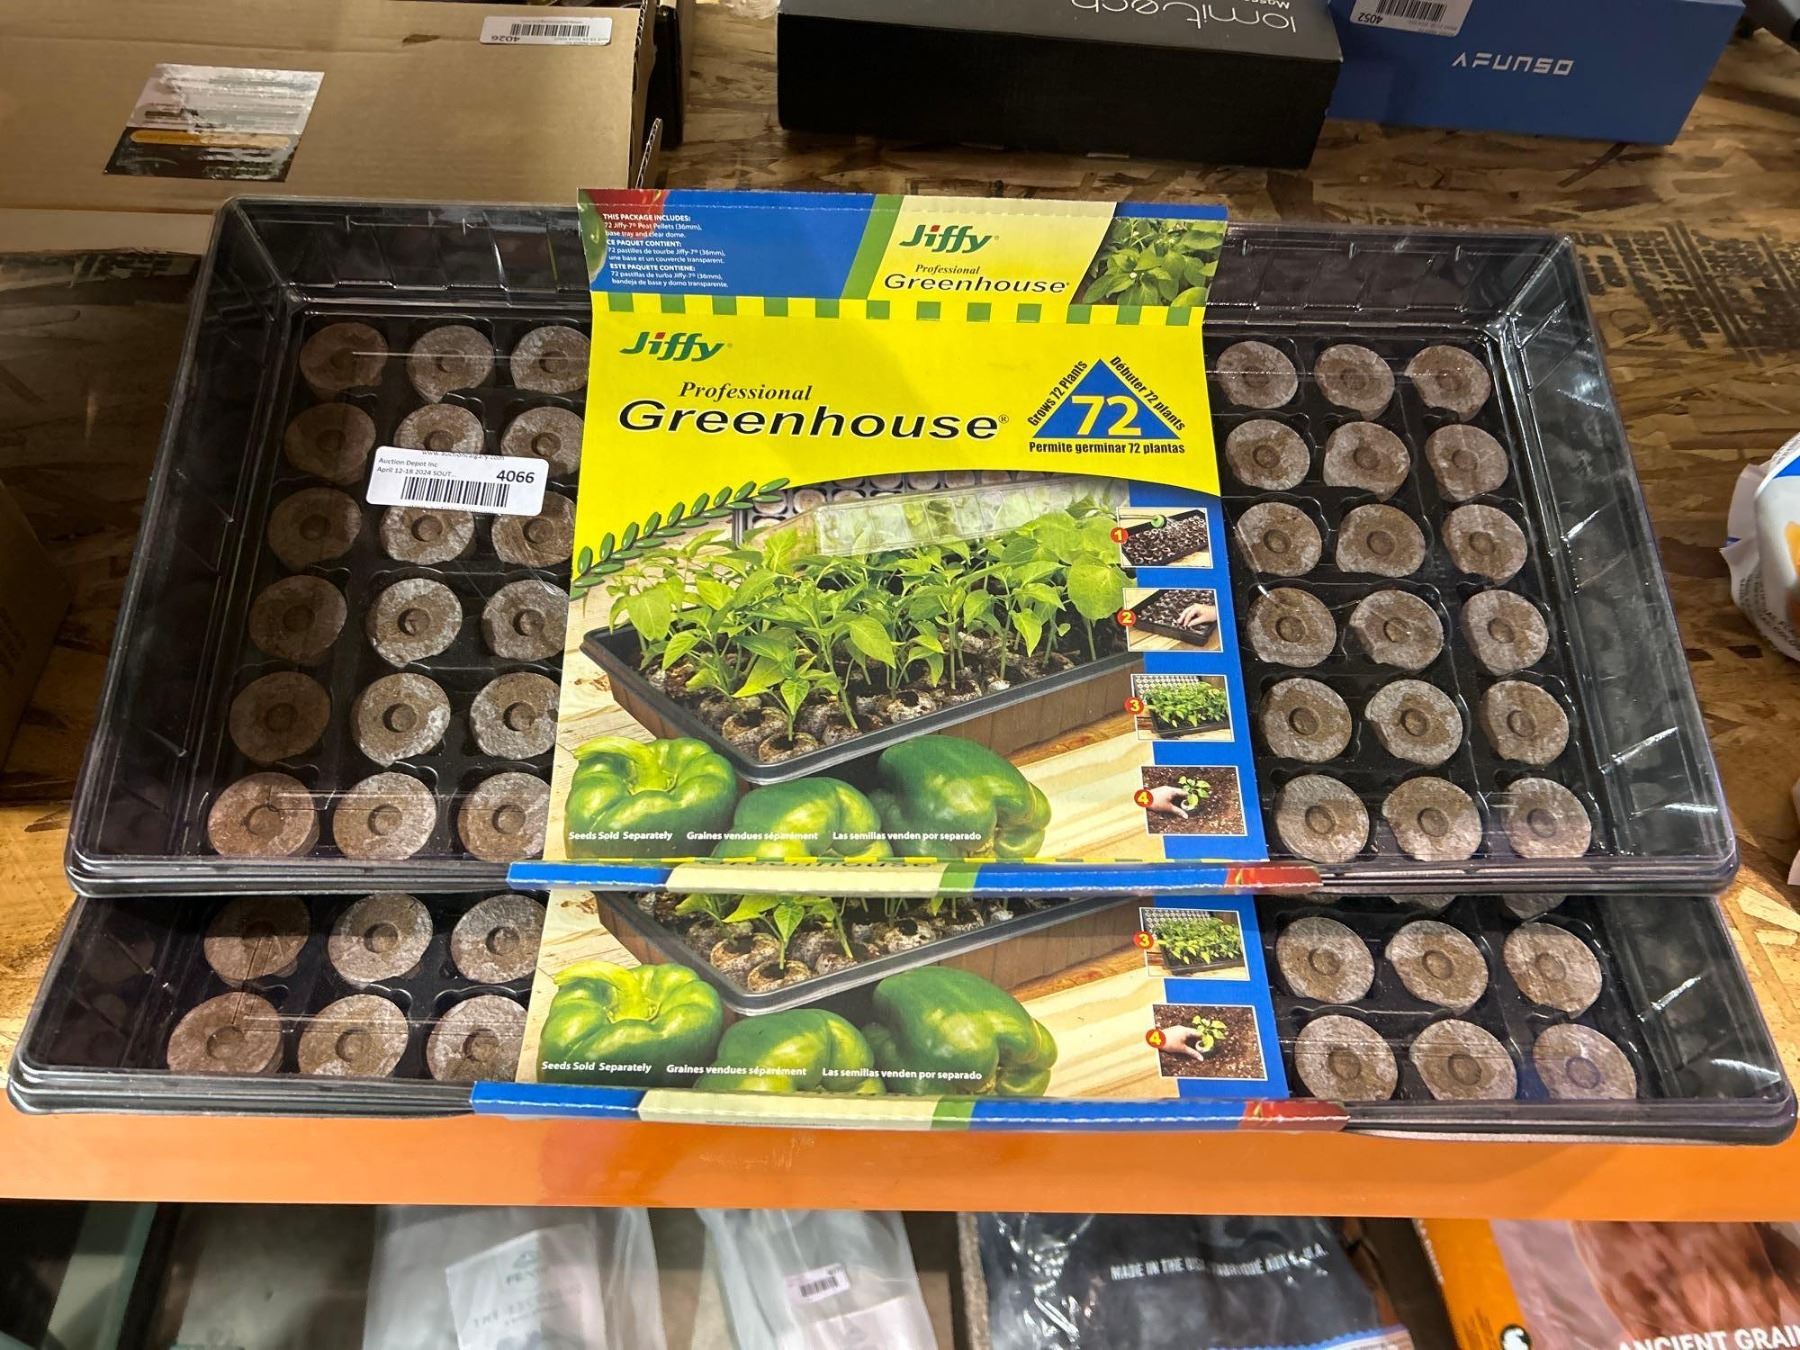 4026
lomitech
4052
AFUNSO
THIS PACKAGE INCLUDES:
72 Jiffy-7® Peat Pellets (36mm),
base tray and clear dome.
CE PAQUET CONTIENT:
72 pastilles de tourbe Jiffy-7® (36mm),
une base et un couvercle transparent.
ESTE PAQUETE CONTIENE:
72 pastillas de turba Jiffy-7® (36mm),
bandeja de base y domo transparente.
Jiffy®
Professional
Greenhouse®
Jiffy®
Professional
Greenhouse®
Grows 72 Plants
Débuter 72 plants
72
Permite germinar 72 plantas
Auction Depot Inc
April 12-18 2024 SOUT...
4066
1
2
3
4
Seeds Sold Separately Graines vendues séparément Las semillas venden por separado
3
4
Seeds Sold Separately Graines vendues séparément Las semillas venden por separado
MADE IN THE USA
ANCIENT GRAI